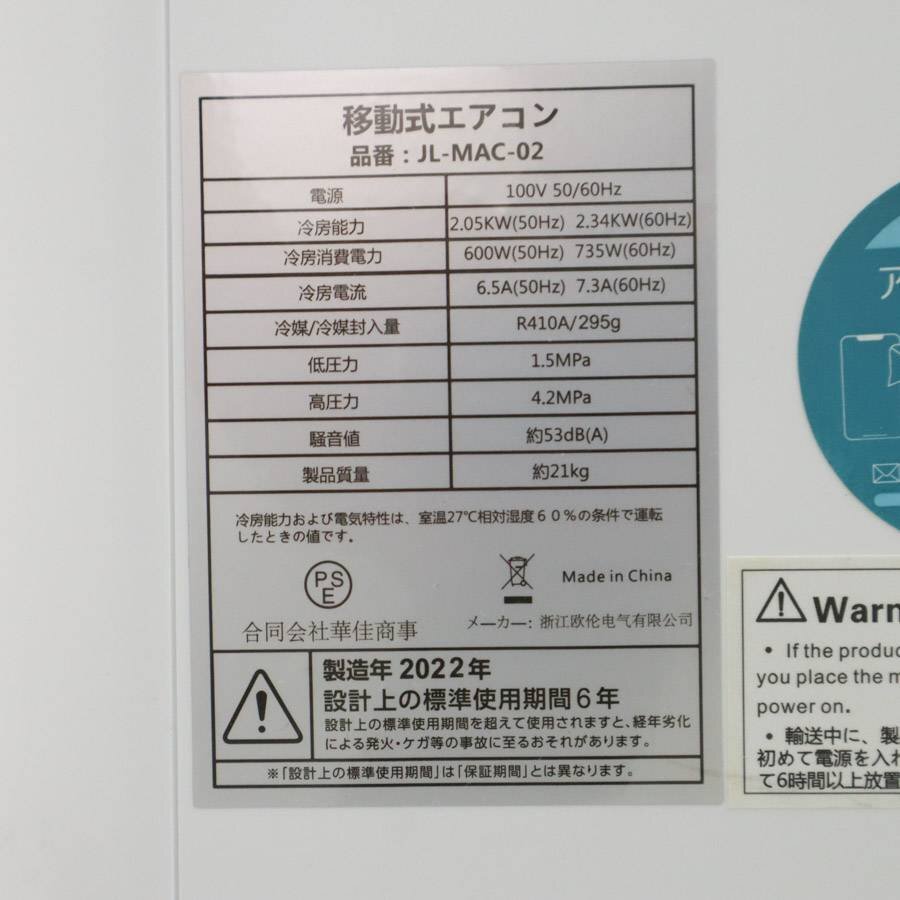 移動式エアコン
品番：JL-MAC-02
電源 100V 50/60Hz
冷房能力 2.05KW(50Hz) 2.34KW(60Hz)
冷房消費電力 600W(50Hz) 735W(60Hz)
冷房電流 6.5A(50Hz) 7.3A(60Hz)
冷媒/冷媒封入量 R410A/295g
低圧力 1.5MPa
高圧力 4.2MPa
騒音値 約53dB(A)
製品質量 約21kg
冷房能力および電気特性は、室温27℃相対湿度６０％の条件で運転
したときの値です。
PS
E
Made in China
合同会社華佳商事
メーカー: 浙江欧伦电气有限公司
製造年 2022年
設計上の標準使用期間６年
設計上の標準使用期間を超えて使用されますと、経年劣化
による発火・ケガ等の事故に至るおそれがあります。
※「設計上の標準使用期間」は「保証期間」とは異なります。
If the
you place the
power on.
• 輸送中に、
初めて電源を入
て6時間以上放置